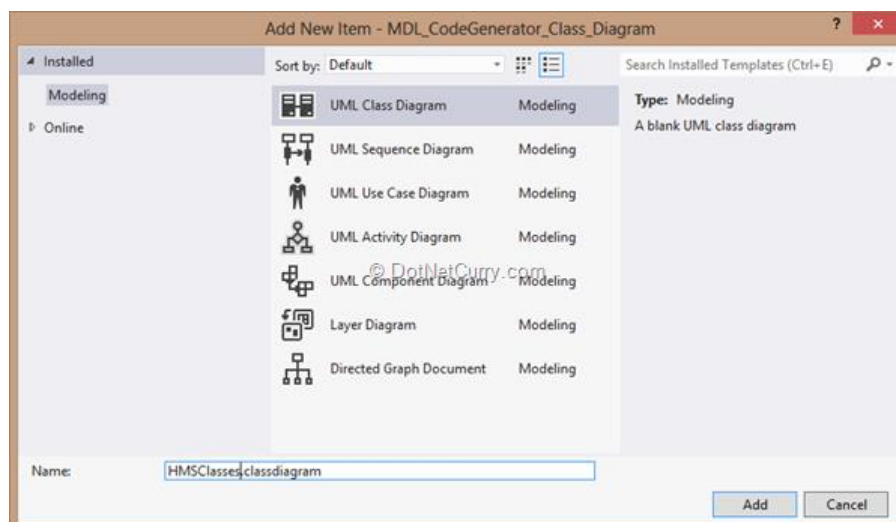 Add New Item - MDL_CodeGenerator_Class_Diagram ?
Installed
Modeling
Online
Sort by: Default
Search Installed Templates (Ctrl+E)
UML Class Diagram Modeling
UML Sequence Diagram Modeling
UML Use Case Diagram Modeling
UML Activity Diagram Modeling
© DotNetCurry.com
UML Component Diagram Modeling
Layer Diagram Modeling
Directed Graph Document Modeling
Type: Modeling
A blank UML class diagram
Name: HMSClasses.classdiagram
Add Cancel